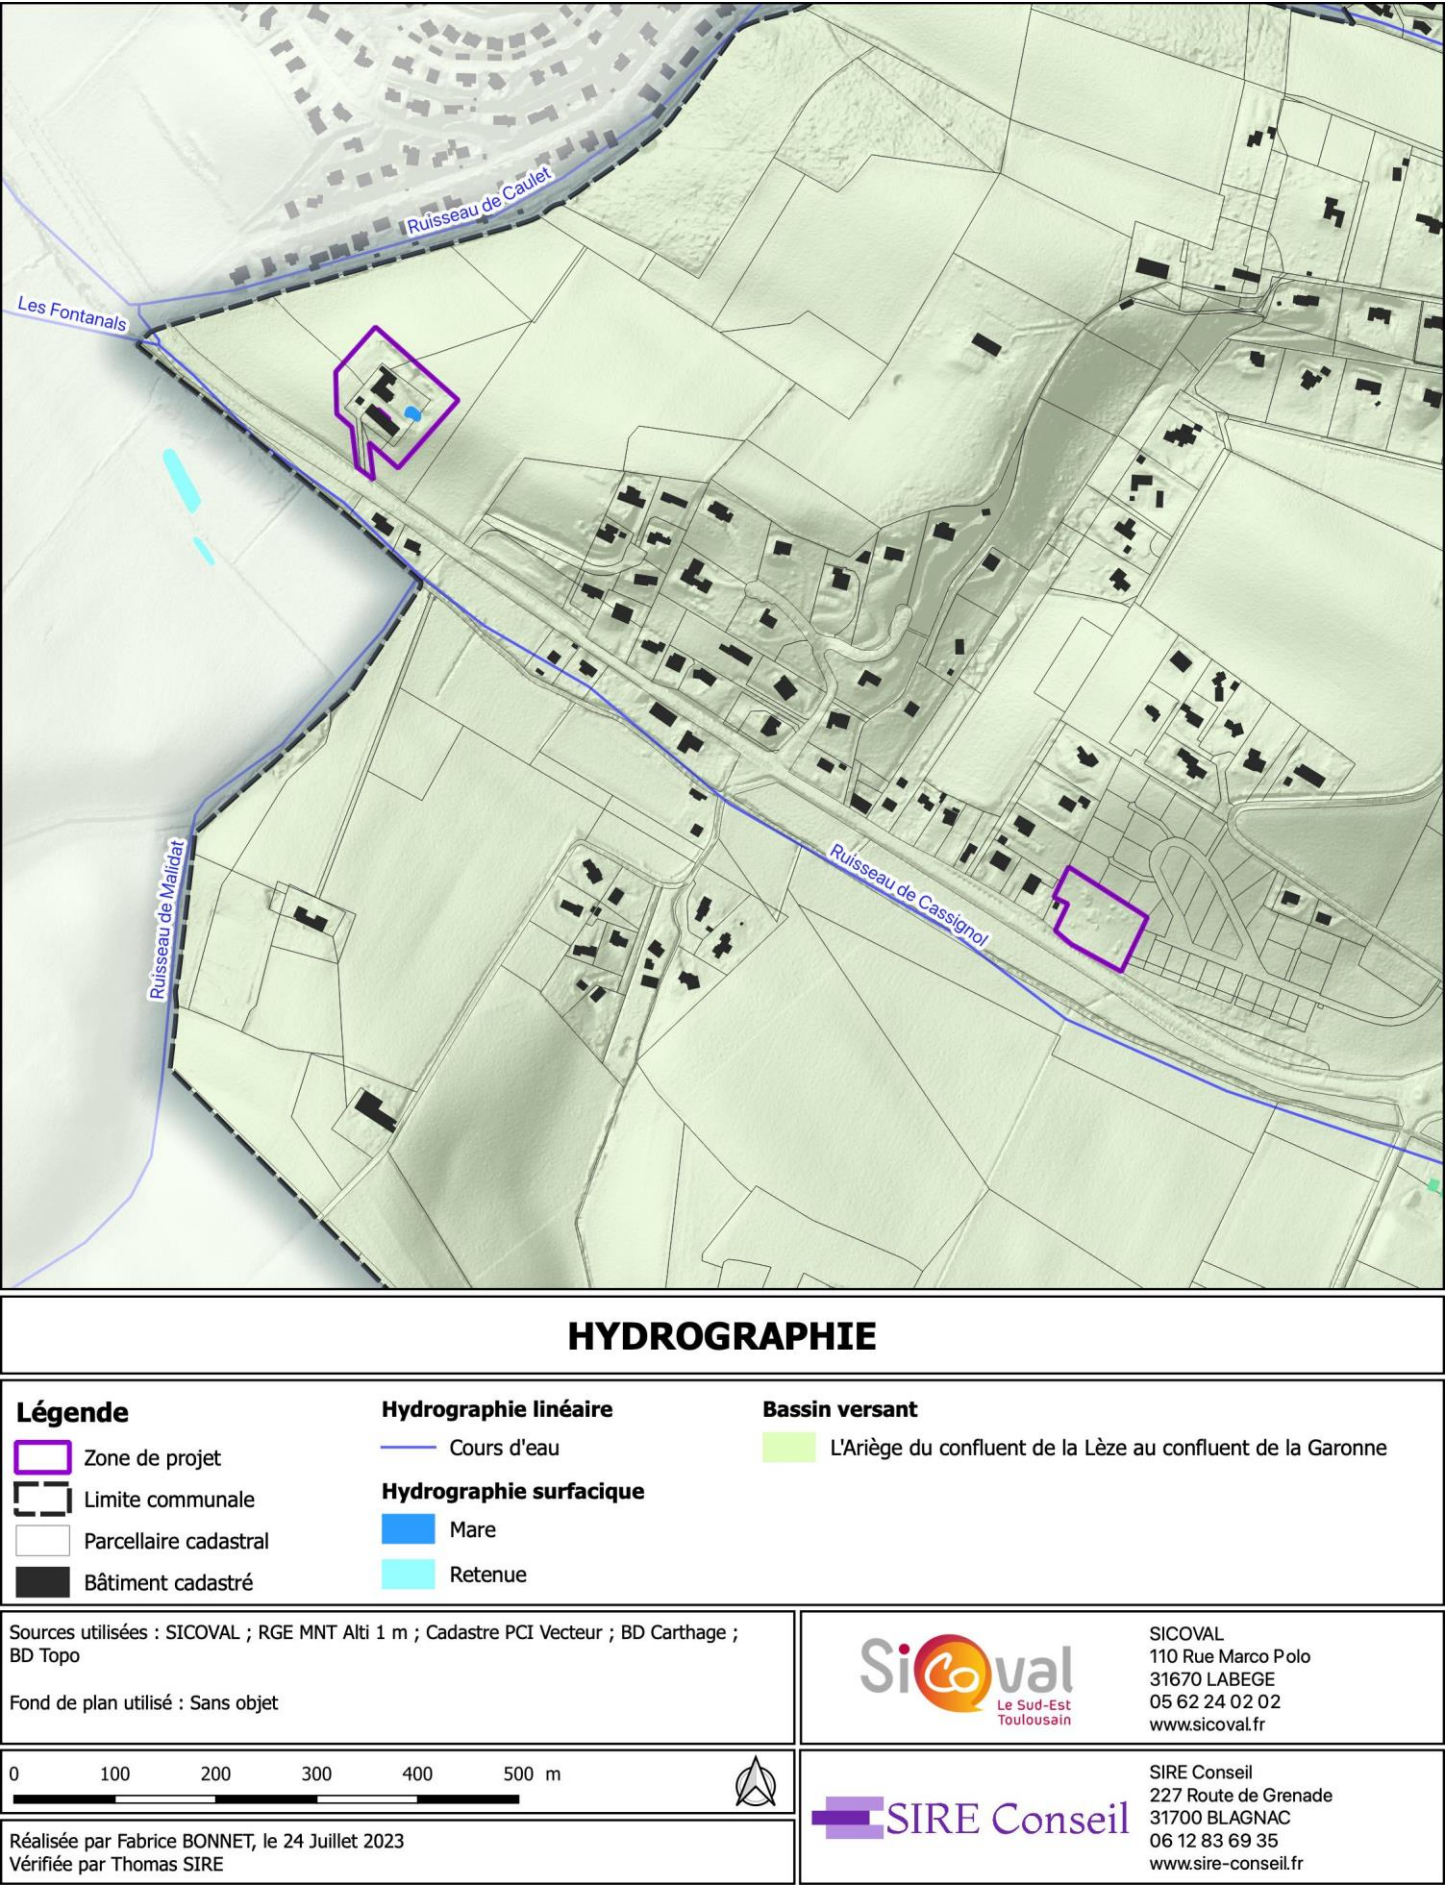 Ruisseau de Caulet
Les Fontanals
Ruisseau de Malidat
Ruisseau de Cassignol
HYDROGRAPHIE
Légende
Zone de projet
Limite communale
Parcellaire cadastral
Bâtiment cadastré
Hydrographie linéaire
Cours d'eau
Hydrographie surfacique
Mare
Retenue
Bassin versant
L'Ariège du confluent de la Lèze au confluent de la Garonne
Sources utilisées : SICOVAL ; RGE MNT Alti 1 m ; Cadastre PCI Vecteur ; BD Carthage ;
BD Topo
Fond de plan utilisé : Sans objet
Sicoval
Le Sud-Est
Toulousain
SICOVAL
110 Rue Marco Polo
31670 LABEGE
05 62 24 02 02
www.sicoval.fr
0 100 200 300 400 500 m
SIRE Conseil
SIRE Conseil
227 Route de Grenade
31700 BLAGNAC
06 12 83 69 35
www.sire-conseil.fr
Réalisée par Fabrice BONNET, le 24 Juillet 2023
Vérifiée par Thomas SIRE